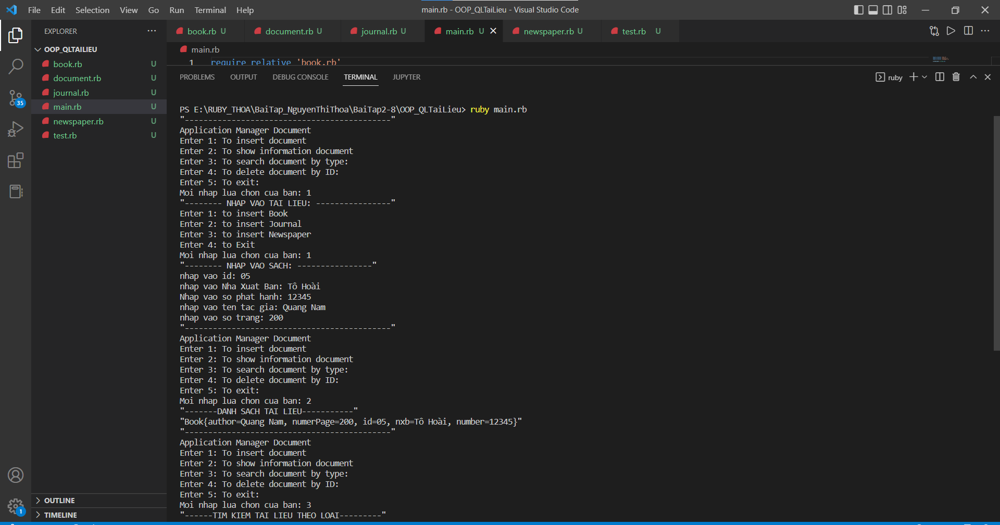 File Edit Selection View Go Run Terminal Help
main.rb - OOP_QLTaiLieu - Visual Studio Code
EXPLORER
OOP_QLTAILIEU
book.rb U
document.rb U
journal.rb U
main.rb U
newspaper.rb U
test.rb U
OUTLINE
TIMELINE
35
1
book.rb U document.rb U journal.rb U main.rb U newspaper.rb U test.rb U
main.rb
1 require_relative 'book.rb'
PROBLEMS OUTPUT DEBUG CONSOLE TERMINAL JUPYTER
ruby
PS E:\RUBY_THOA\BaiTap_NguyenThiThoa\BaiTap2-8\OOP_QLTaiLieu> ruby main.rb
"--------------------------------------------"
Application Manager Document
Enter 1: To insert document
Enter 2: To show information document
Enter 3: To search document by type:
Enter 4: To delete document by ID:
Enter 5: To exit:
Moi nhap lua chon cua ban: 1
"-------- NHAP VAO TAI LIEU: ----------------"
Enter 1: to insert Book
Enter 2: to insert Journal
Enter 3: to insert Newspaper
Enter 4: to Exit
Moi nhap lua chon cua ban: 1
"-------- NHAP VAO SACH: ----------------"
nhap vao id: 05
nhap vao Nha Xuat Ban: Tô Hoài
Nhap vao so phat hanh: 12345
nhap vao ten tac gia: Quang Nam
nhap vao so trang: 200
"--------------------------------------------"
Application Manager Document
Enter 1: To insert document
Enter 2: To show information document
Enter 3: To search document by type:
Enter 4: To delete document by ID:
Enter 5: To exit:
Moi nhap lua chon cua ban: 2
"-------DANH SACH TAI LIEU-----------"
"Book{author=Quang Nam, numerPage=200, id=05, nxb=Tô Hoài, number=12345}"
"--------------------------------------------"
Application Manager Document
Enter 1: To insert document
Enter 2: To show information document
Enter 3: To search document by type:
Enter 4: To delete document by ID:
Enter 5: To exit:
Moi nhap lua chon cua ban: 3
"------TIM KIEM TAI LIEU THEO LOAI---------"